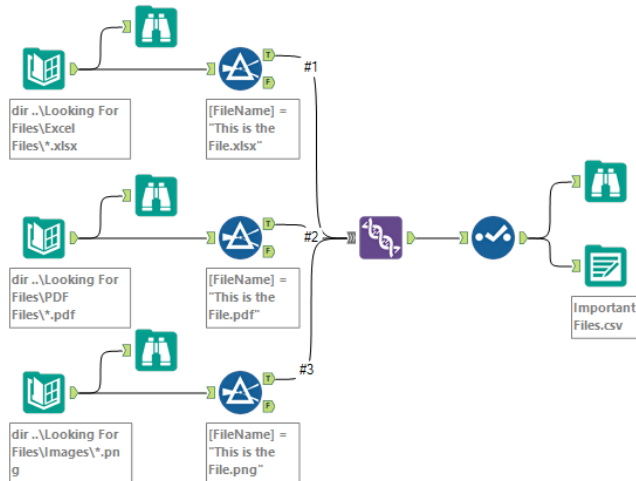 T
F
#1
dir ..\Looking For
Files\Excel
Files\*.xlsx
[FileName] =
"This is the
File.xlsx"
T
F
#2
dir ..\Looking For
Files\PDF
Files\*.pdf
[FileName] =
"This is the
File.pdf"
Important
Files.csv
T
F
#3
dir ..\Looking For
Files\Images\*.pn
g
[FileName] =
"This is the
File.png"